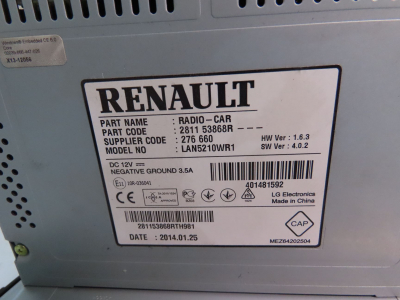 RENAULT
PART NAME : RADIO-CAR
PART CODE : 2811 53868R---
SUPPLIER CODE : 276 660
MODEL NO : LAN5210WR1
HW Ver : 1.6.3
SW Ver : 4.0.2
DC 12V
NEGATIVE GROUND 3.5A
401481592
LG Electronics
Made in China
281153868RTH981
DATE : 2014.01.25
CAP
MEZ64202504